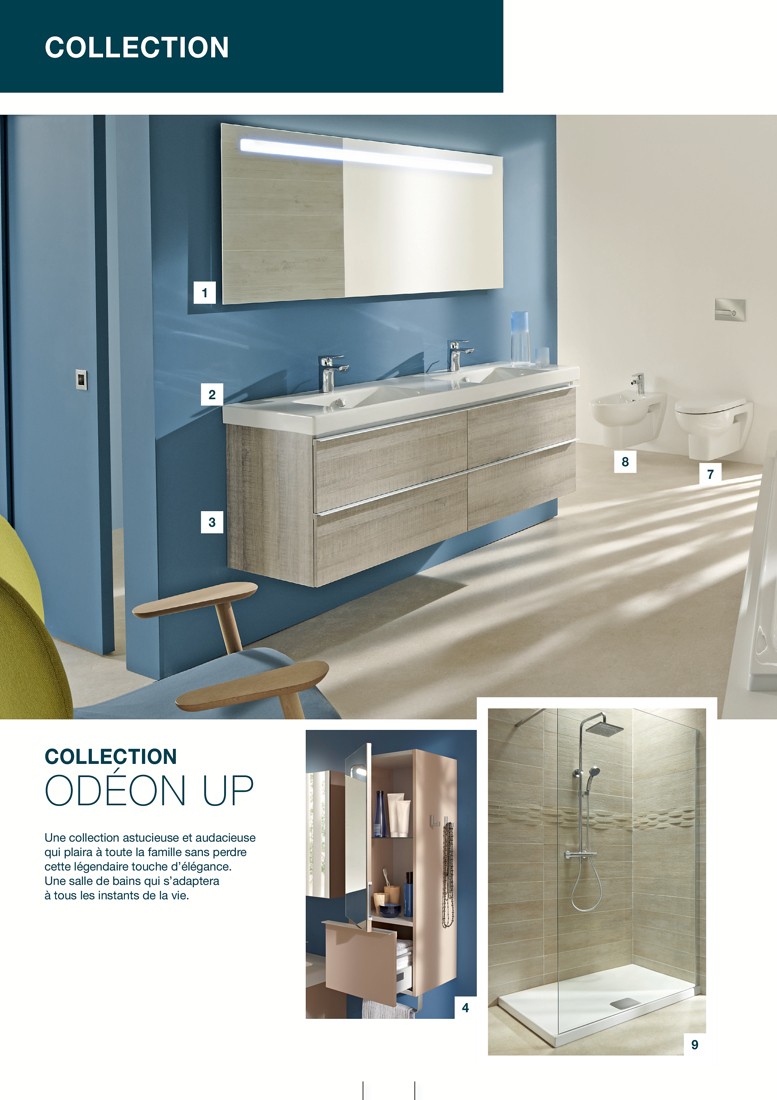 COLLECTION
1
2
3
8
7
COLLECTION
ODÉON UP
Une collection astucieuse et audacieuse
qui plaira à toute la famille sans perdre
cette légendaire touche d'élégance.
Une salle de bains qui s'adaptera
à tous les instants de la vie.
4
9